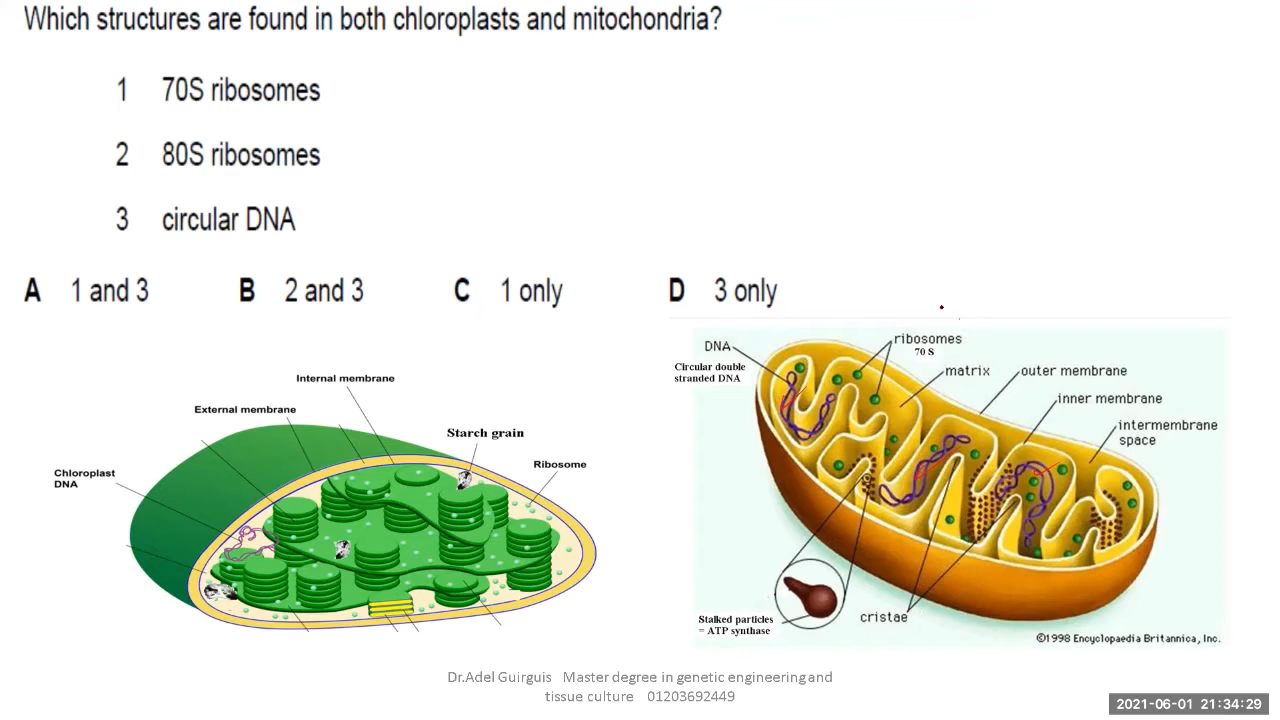 Which structures are found in both chloroplasts and mitochondria?
1 70S ribosomes
2 80S ribosomes
3 circular DNA
A 1 and 3 B 2 and 3 C 1 only D 3 only
Internal membrane
External membrane
Starch grain
Ribosome
Chloroplast
DNA
DNA
Circular double
stranded DNA
ribosomes
70 S
matrix
outer membrane
inner membrane
intermembrane
space
Stalked particles
= ATP synthase
cristae
©1998 Encyclopaedia Britannica, Inc.
Dr.Adel Guirguis Master degree in genetic engineering and
tissue culture 01203692449
2021-06-01 21:34:29